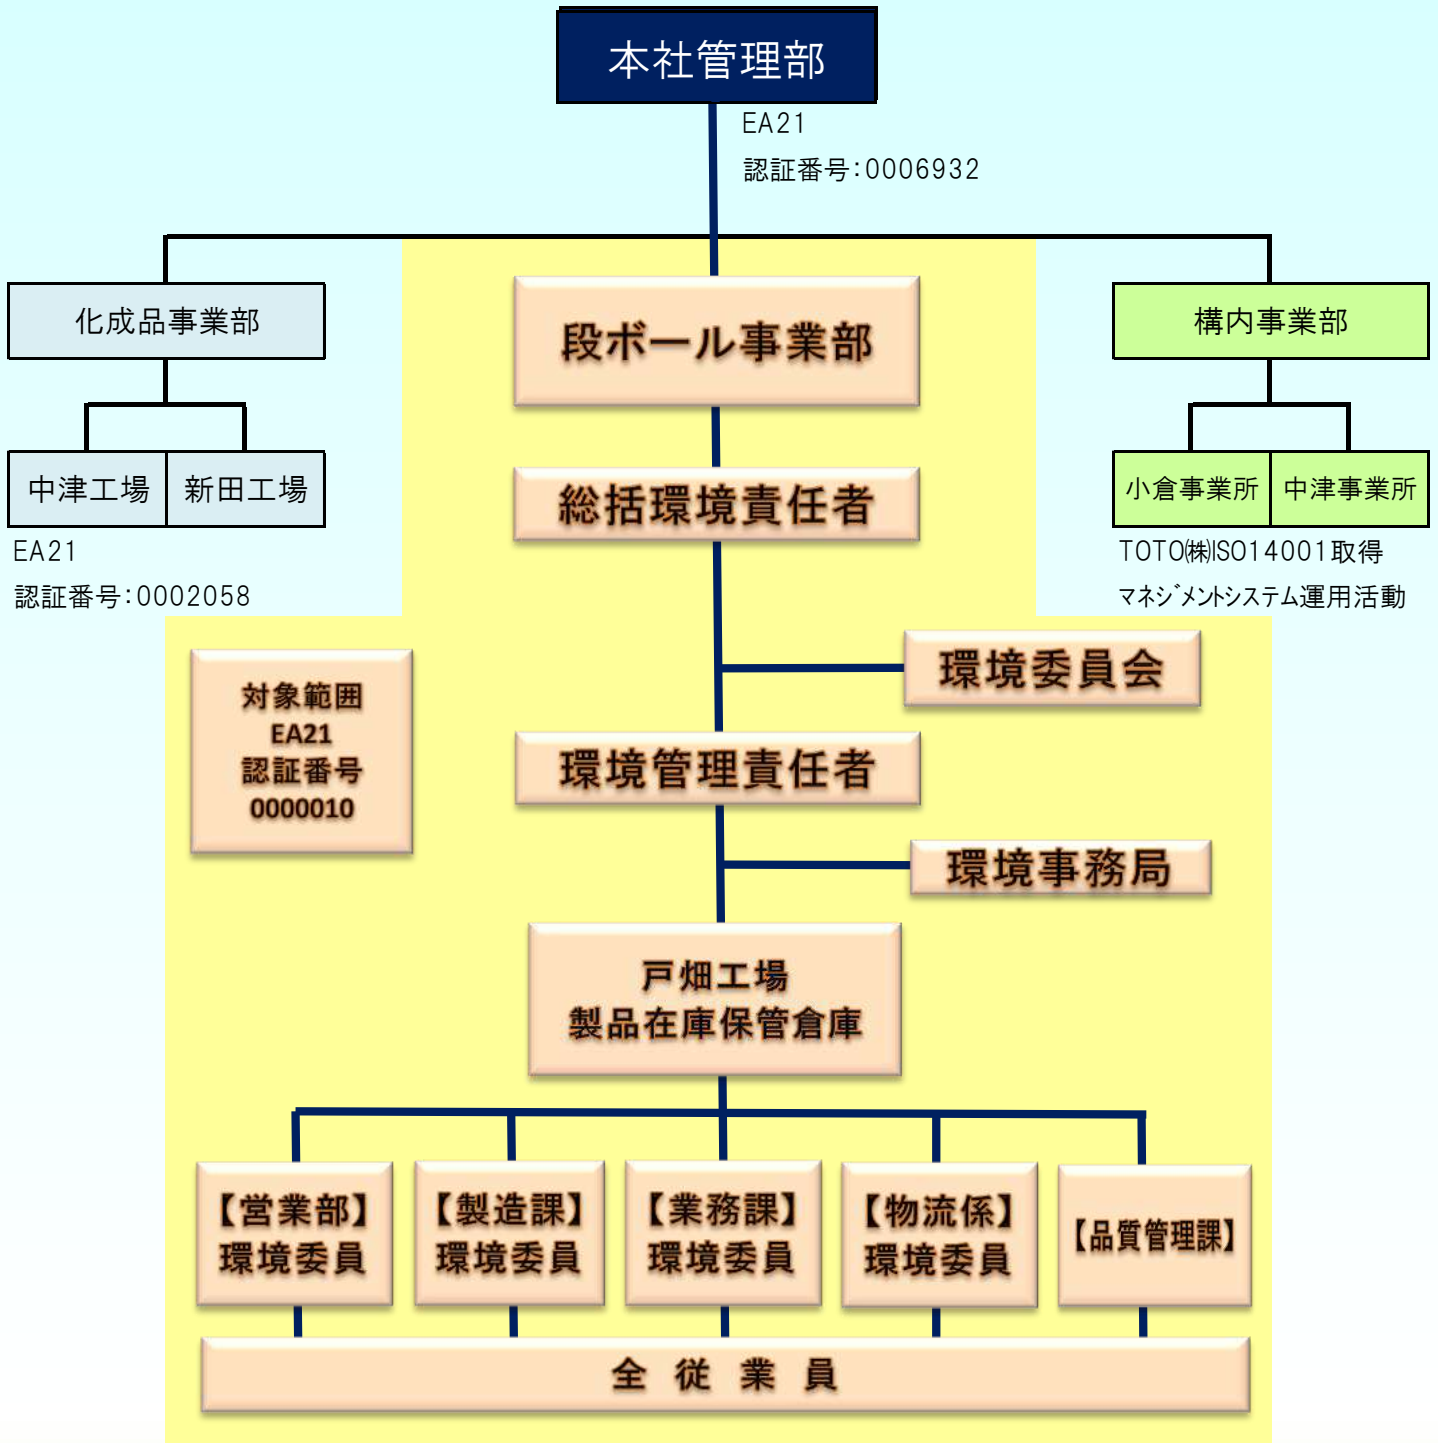 本社管理部
EA21
認証番号：0006932
化成品事業部
段ボール事業部
構内事業部
中津工場
新田工場
総括環境責任者
小倉事業所
中津事業所
EA21
認証番号：0002058
TOTO㈱ISO14001取得
マネジメントシステム運用活動
環境委員会
対象範囲
EA21
認証番号
0000010
環境管理責任者
環境事務局
戸畑工場
製品在庫保管倉庫
【営業部】
環境委員
【製造課】
環境委員
【業務課】
環境委員
【物流係】
環境委員
【品質管理課】
全従業員